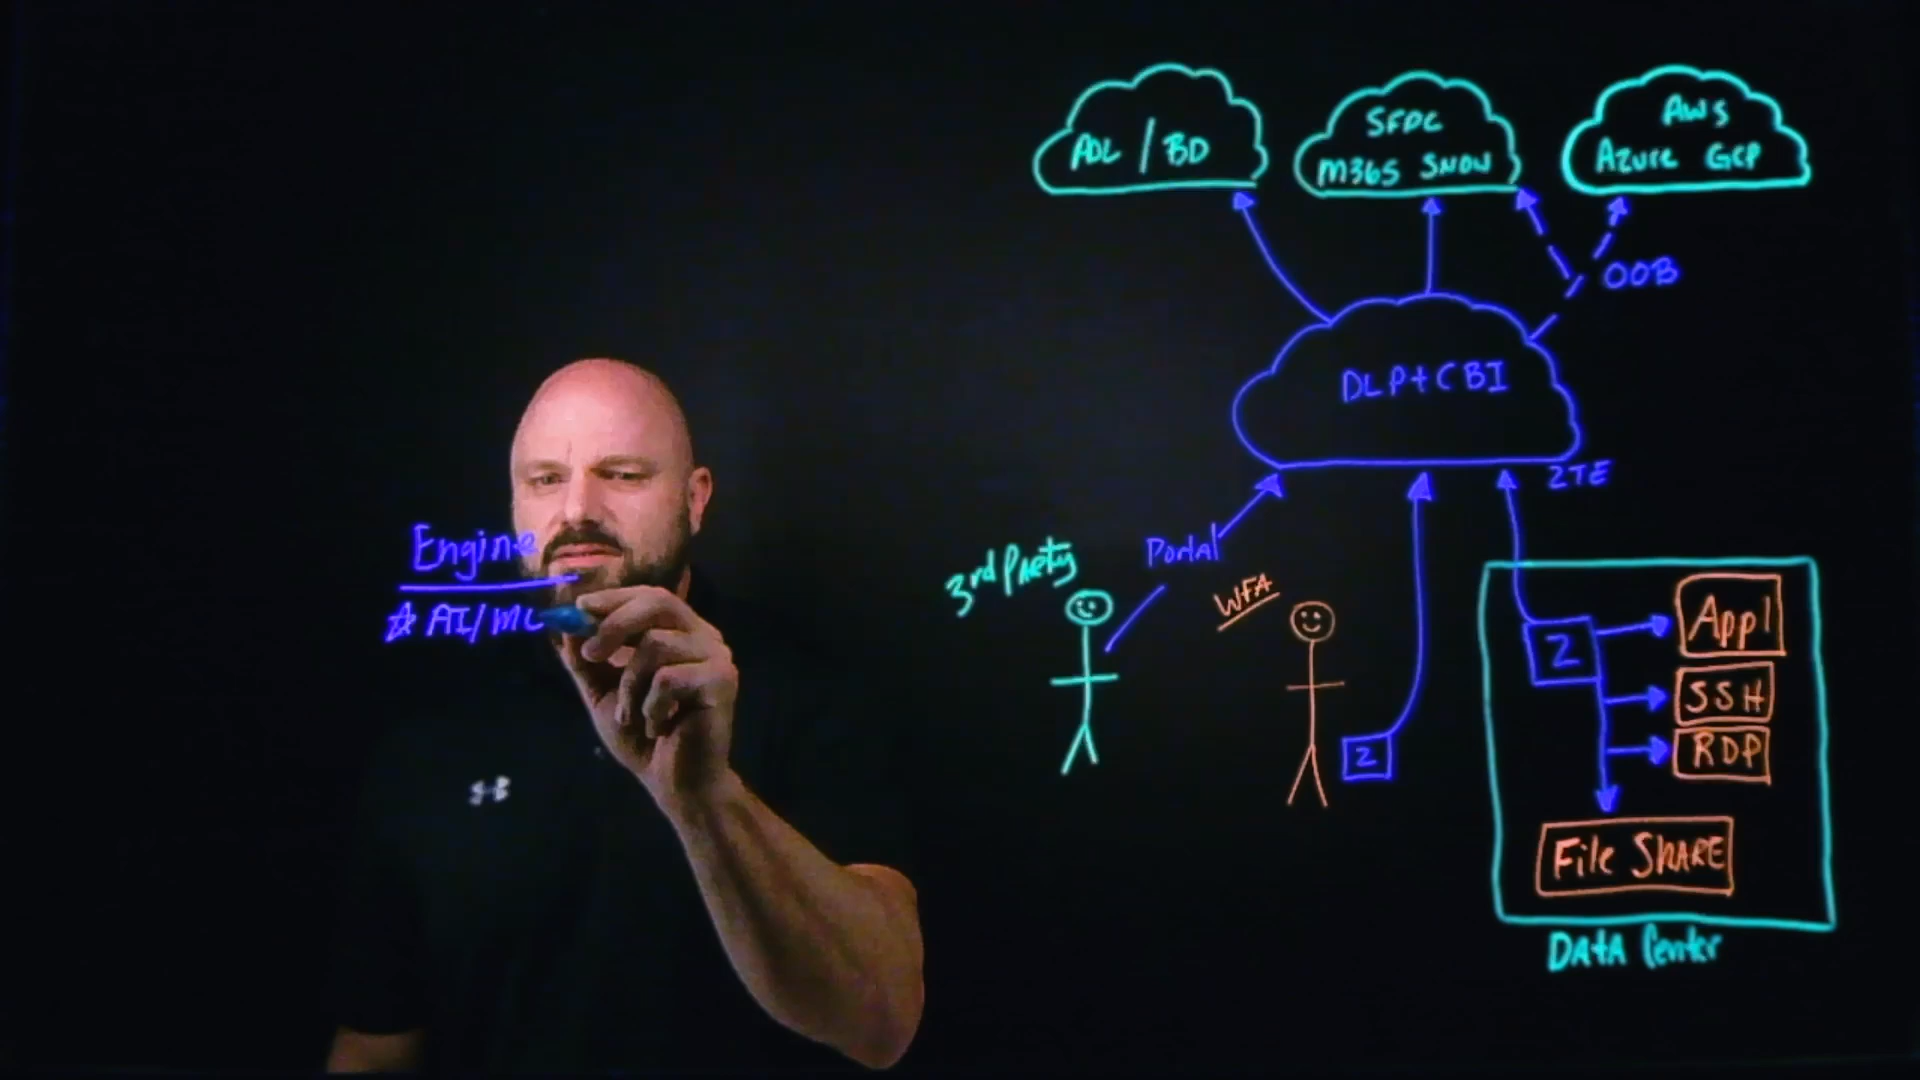 ADL / BD
SFDC
M365 SNOW
AWS
Azure GCP
OOB
DLP+CBI
ZTE
Engine
☆ AI/ML
3rd Party
Portal
WFA
Z
Z
App1
SSH
RDP
File SHARE
DATA Center